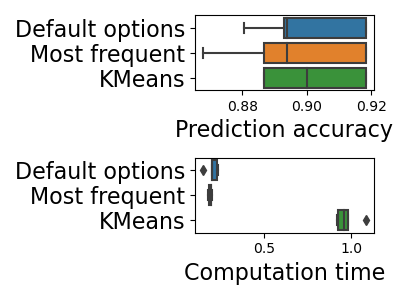 Default options
Most frequent
KMeans
0.88 0.90 0.92
Prediction accuracy
Default options
Most frequent
KMeans
0.5 1.0
Computation time